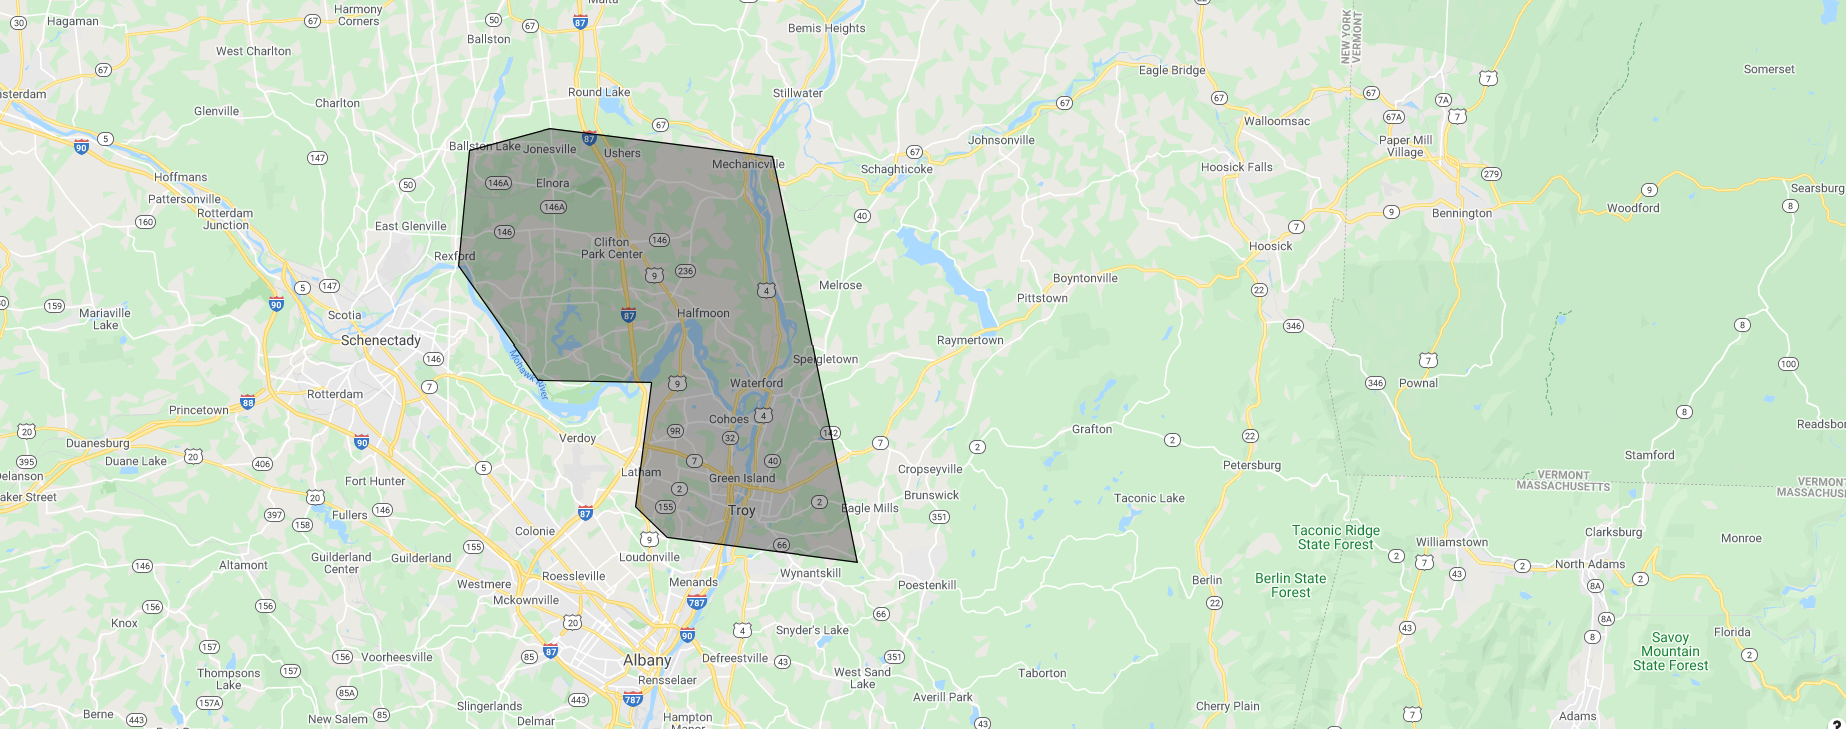 Hagaman
Harmony
Corners
Malta
West Charlton
Ballston
Bemis Heights
Eagle Bridge
NEW YORK
VERMONT
Somerset
Glenville
Charlton
Round Lake
Stillwater
Walloomsac
Paper Mill
Village
Hoffmans
Pattersonville
Rotterdam
Junction
Ballston Lake
Jonesville
Ushers
Mechanicville
Johnsonville
Schaghticoke
Hoosick Falls
Elnora
East Glenville
Rexford
Clifton
Park Center
Hoosick
Bennington
Woodford
Searsburg
Mariaville
Lake
Scotia
Schenectady
Melrose
Boyntonville
Pittstown
Halfmoon
Raymertown
Speigletown
Mohawk River
Rotterdam
Princetown
Waterford
Cohoes
Pownal
Readsbor
Duanesburg
Duane Lake
Delanson
aker Street
Verdoy
Latham
Green Island
Troy
Grafton
Cropseyville
Petersburg
Stamford
VERMONT
MASSACHUSETTS
VERMONT
MASSACHUS
Fort Hunter
Fullers
Colonie
Eagle Mills
Brunswick
Taconic Lake
Taconic Ridge
State Forest
Williamstown
Clarksburg
Monroe
North Adams
Altamont
Guilderland
Center
Guilderland
Westmere
Mckownville
Roessleville
Loudonville
Menands
Wynantskill
Poestenkill
Berlin
Berlin State
Forest
Knox
Voorheesville
Albany
Rensselaer
Snyder's Lake
Defreestville
West Sand
Lake
Taborton
Averill Park
Cherry Plain
Savoy
Mountain
State Forest
Florida
Adams
Thompsons
Lake
Berne
New Salem
Slingerlands
Delmar
Hampton
Manor
30
67
50
67
87
67
5
90
147
50
160
146A
146A
146
146
236
9
4
87
87
67
67
40
67
67
67A
7A
7
7
279
9
9
8
7
22
346
346
7
8
100
8
159
5
147
90
146
7
88
90
20
395
20
406
5
20
397
158
146
155
9
9R
32
4
7
40
2
155
2
66
142
7
2
2
22
351
9
87
146
156
156
157
157
156
157A
85A
85
443
87
85
20
443
787
787
90
4
43
66
351
43
22
2
7
43
2
43
7
8A
8A
8
2
2
?